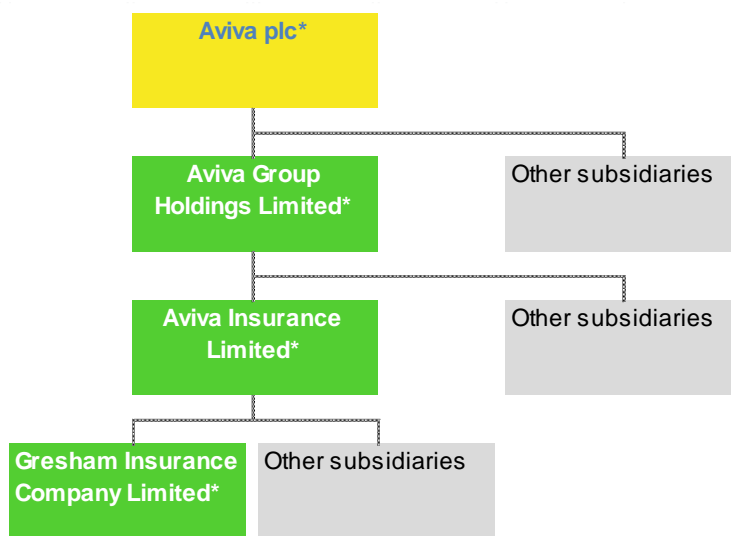 Aviva plc*
Aviva Group
Holdings Limited*
Other subsidiaries
Aviva Insurance
Limited*
Other subsidiaries
Gresham Insurance
Company Limited*
Other subsidiaries